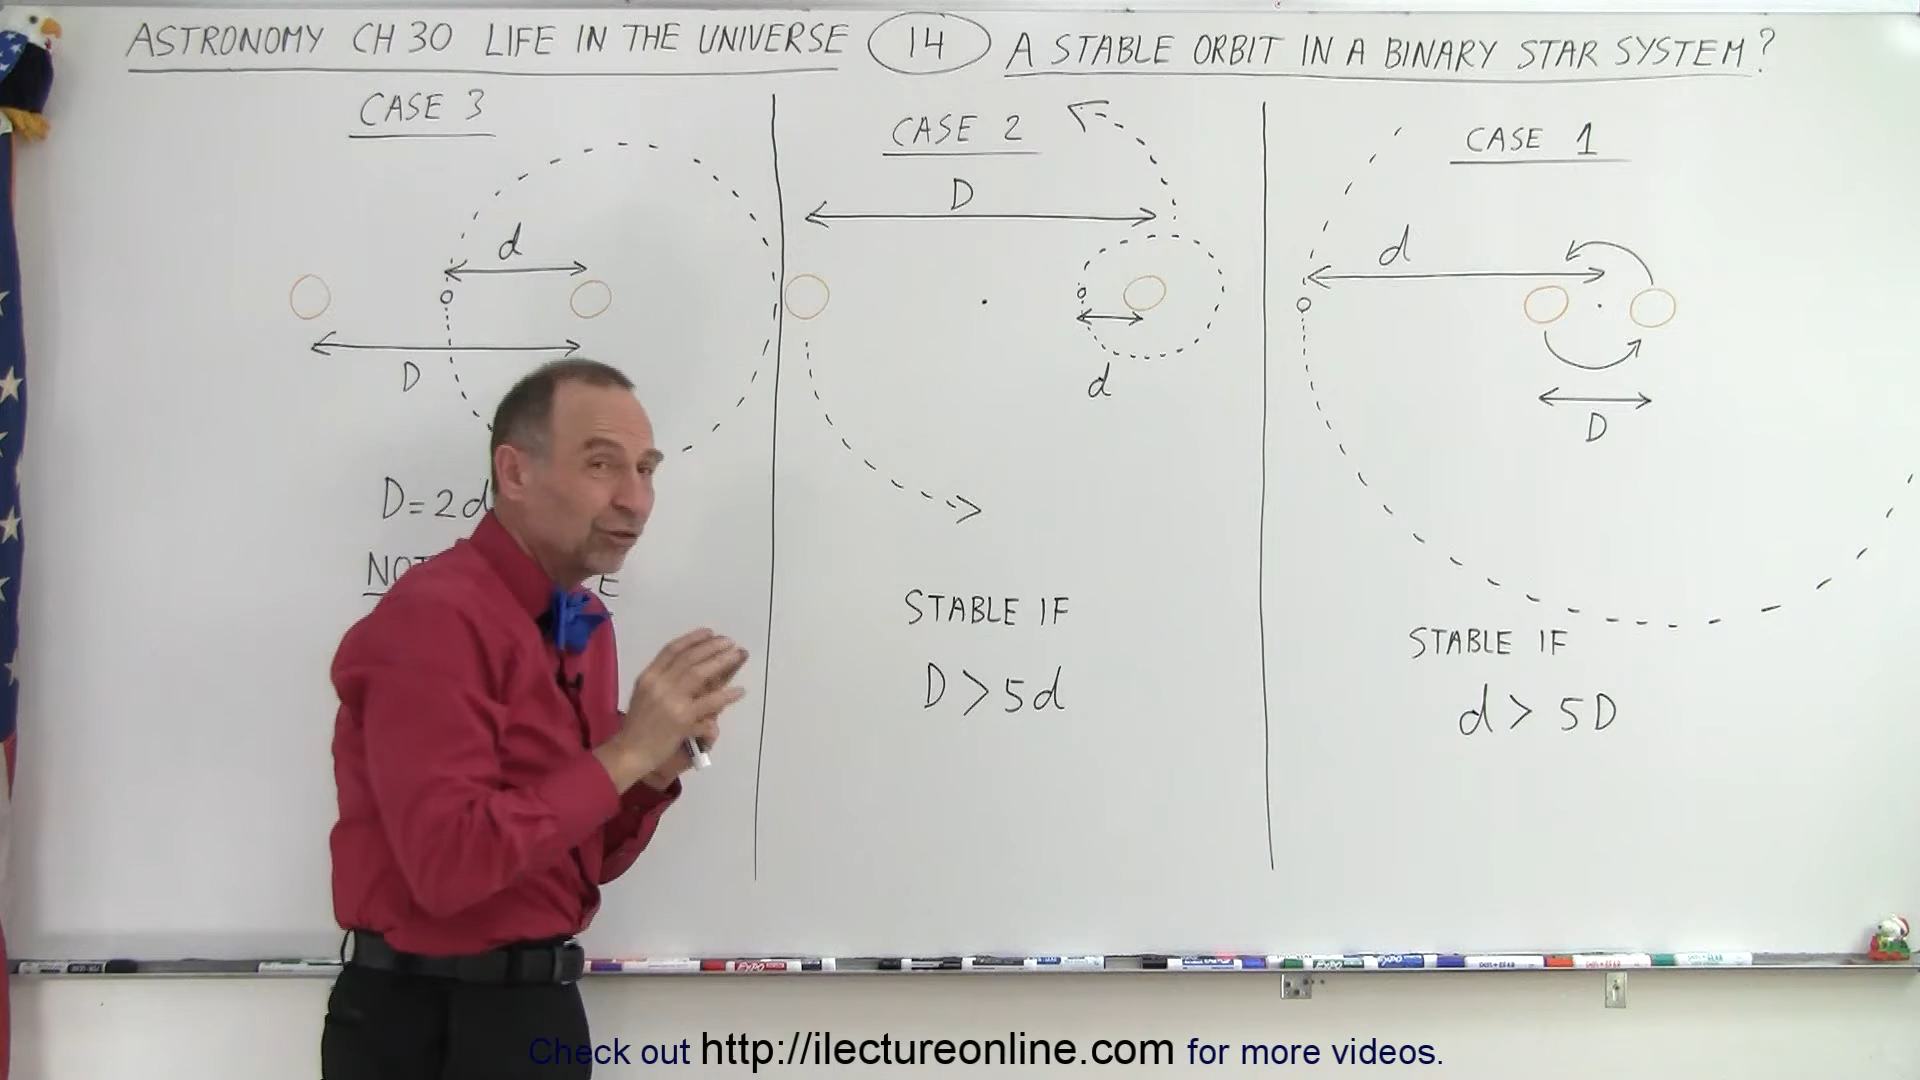 ASTRONOMY CH 30 LIFE IN THE UNIVERSE 14 A STABLE ORBIT IN A BINARY STAR SYSTEM?
CASE 3
d
D
D=2d
CASE 2
D
d
STABLE IF
D > 5d
CASE 1
d
D
STABLE IF
d > 5D
EXPO
Check out http://ilectureonline.com for more videos.